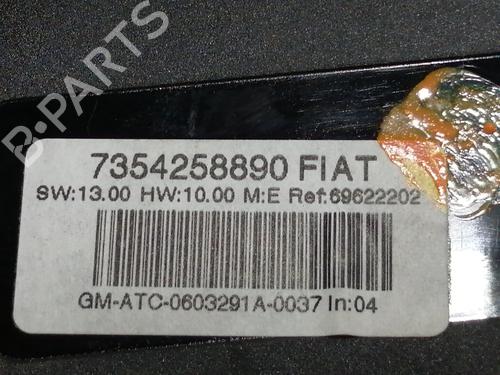 B-PARTS
7354258890 FIAT
SW:13.00 HW:10.00 M:E Ref:69622202
GM-ATC-0603291A-0037 In:04